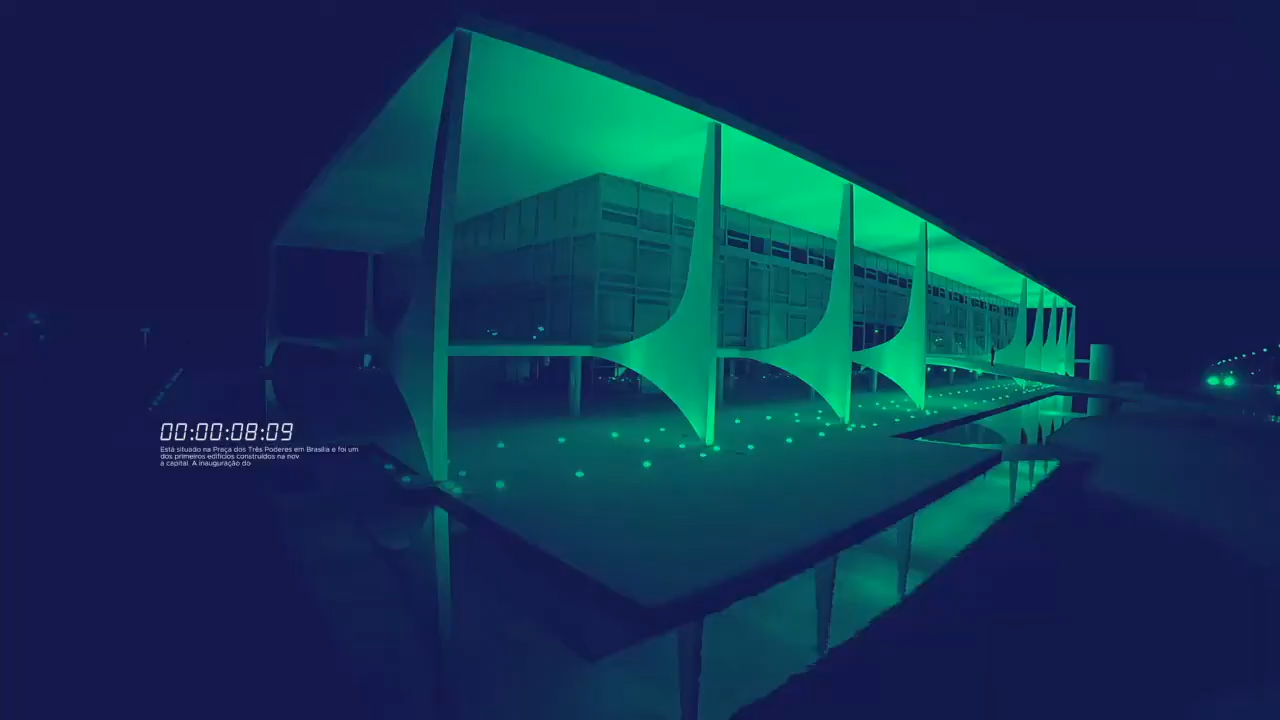 00:00:08:09
Está situado na Praça dos Três Poderes em Brasília e foi um
dos primeiros edifícios construídos na nov
a capital. A inauguração do